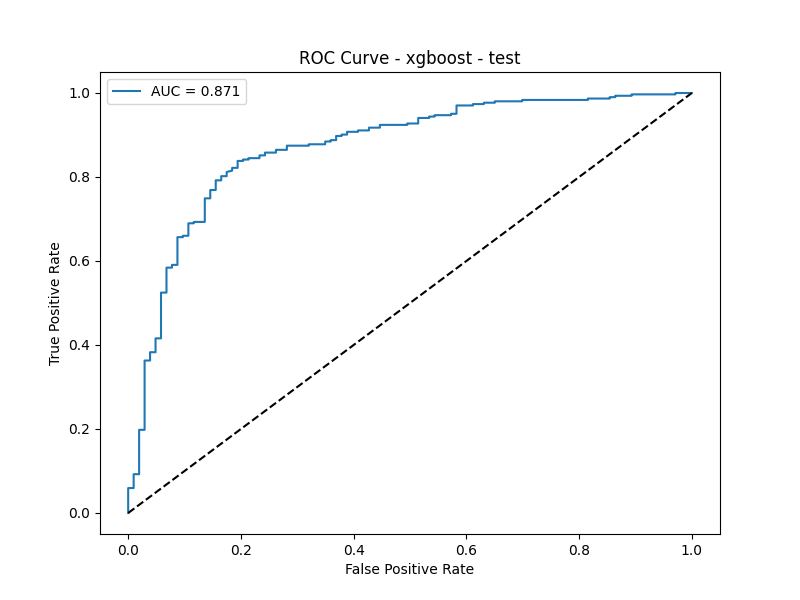 ROC Curve - xgboost - test
AUC = 0.871
1.0
0.8
0.6
0.4
0.2
0.0
True Positive Rate
0.0 0.2 0.4 0.6 0.8 1.0
False Positive Rate